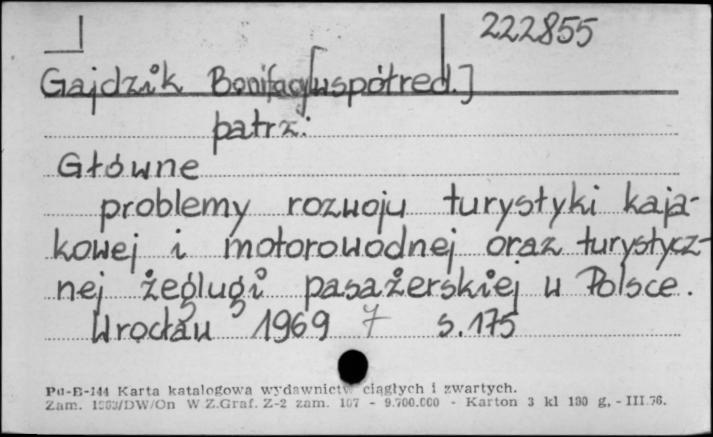 222855
Gajdzik Bonifacy [współred.]
patrz:
Główne
problemy rozwoju turystyki kaja-
kowej i motorowodnej oraz turystycz-
nej żeglugi pasażerskiej w Polsce.
Wrocław 1969 7 s. 175
Pu-B-144 Karta katalogowa wydawnictw ciągłych i zwartych.
Zam. /DW/On W Z.Graf. Z-2 zam. 107 - 9.700.000 - Karton 3 kl 180 g. - III.76.